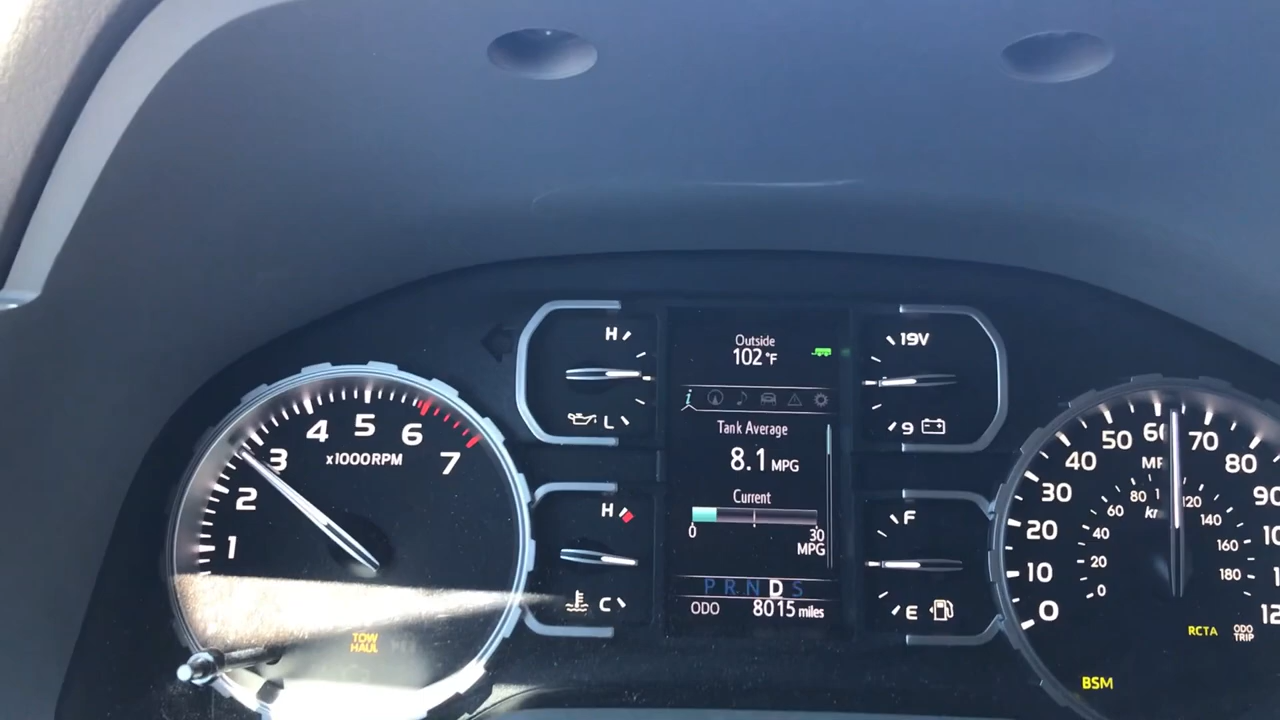 1
2
3
4
5
6
7
x1000RPM
TOW
HAUL
H
L
H
C
Outside
102°F
Tank Average
8.1 MPG
Current
0 30
MPG
P R N D S
ODO 8015 miles
19V
9
F
E
0
10
20
30
40
50
60
70
80
0
20
40
60
80
120
140
160
180
RCTA
ODO
TRIP
BSM